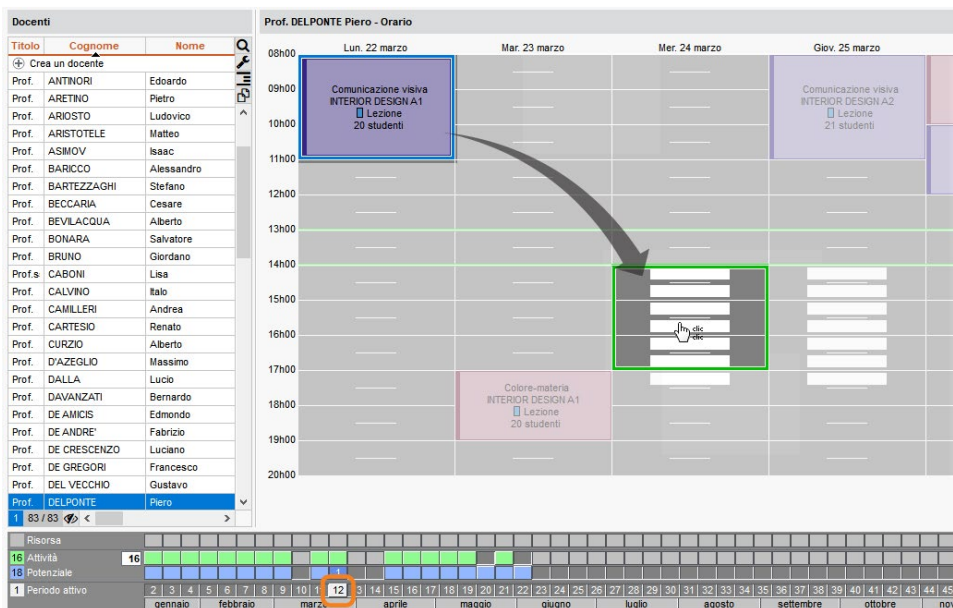 Docenti
Titolo Cognome Nome
Crea un docente
Prof. ANTINORI Edoardo
Prof. ARETINO Pietro
Prof. ARIOSTO Ludovico
Prof. ARISTOTELE Matteo
Prof. ASIMOV Isaac
Prof. BARICCO Alessandro
Prof. BARTEZZAGHI Stefano
Prof. BECCARIA Cesare
Prof. BEVILACQUA Alberto
Prof. BONARA Salvatore
Prof. BRUNO Giordano
Prof.s CABONI Lisa
Prof. CALVINO Italo
Prof. CAMILLERI Andrea
Prof. CARTESIO Renato
Prof. CURZIO Alberto
Prof. D'AZEGLIO Massimo
Prof. DALLA Lucio
Prof. DAVANZATI Bernardo
Prof. DE AMICIS Edmondo
Prof. DE ANDRE' Fabrizio
Prof. DE CRESCENZO Luciano
Prof. DE GREGORI Francesco
Prof. DEL VECCHIO Gustavo
Prof. DELPONTE Piero
1 83 / 83
Prof. DELPONTE Piero - Orario
Lun. 22 marzo Mar. 23 marzo Mer. 24 marzo Giov. 25 marzo
08h00
09h00
10h00
11h00
12h00
13h00
14h00
15h00
16h00
17h00
18h00
19h00
20h00
Comunicazione visiva
INTERIOR DESIGN A1
Lezione
20 studenti
Comunicazione visiva
INTERIOR DESIGN A2
Lezione
21 studenti
clic
clic
Colore-materia
INTERIOR DESIGN A1
Lezione
20 studenti
Risorsa
16 Attività 16
18 Potenziale 1
1 Periodo attivo 2 3 4 5 6 7 8 9 10 12 13 14 15 16 17 18 19 20 21 22 23 24 25 26 27 28 29 30 31 32 33 34 35 36 37 38 39 40 41 42 43 44 45
gennaio febbraio marzo aprile maggio giugno luglio agosto settembre ottobre